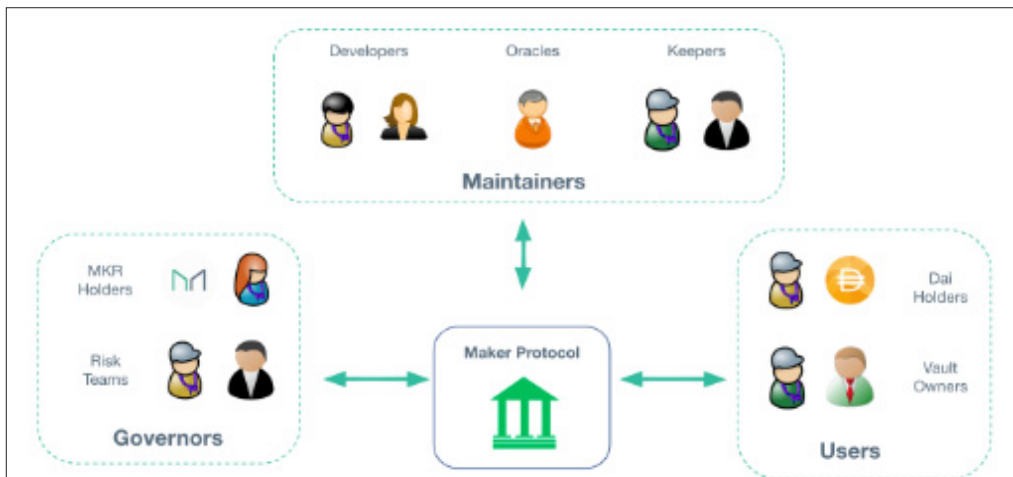 Developers
Oracles
Keepers
Maintainers
MKR
Holders
Risk
Teams
Governors
Maker Protocol
Dai
Holders
Vault
Owners
Users